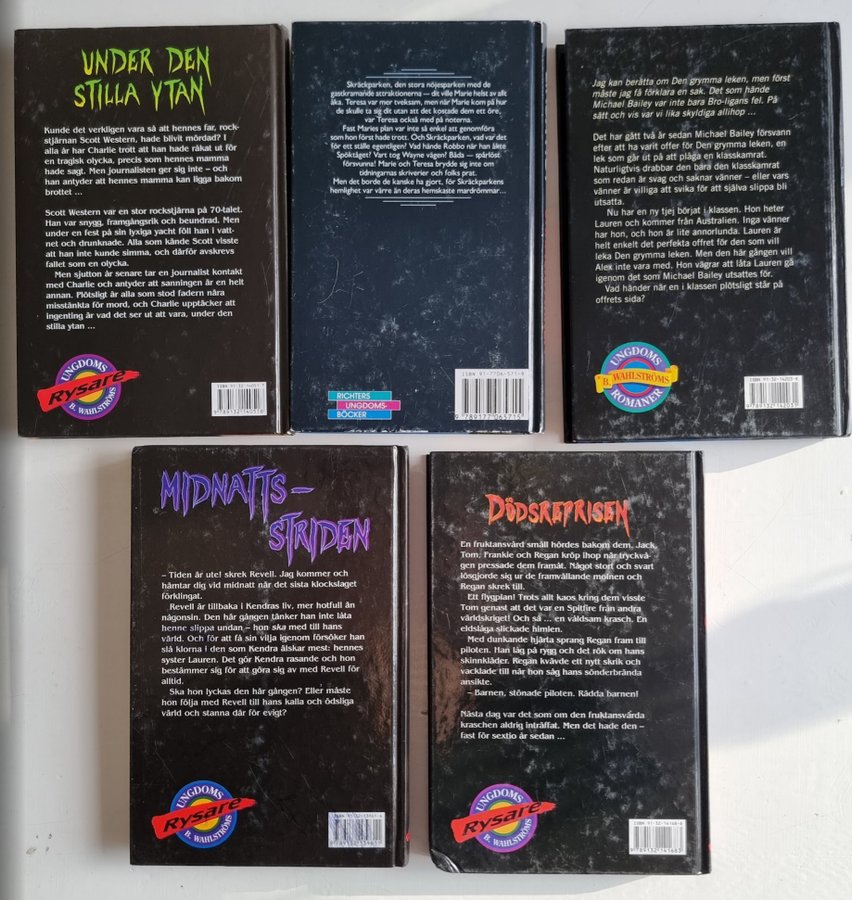 UNDER DEN
STILLA YTAN
Kunde det verkligen vara så att hennes far, rock-
stjärnan Scott Western, hade blivit mördad? I
alla år har Charlie trott att han hade råkat ut för
en tragisk olycka, precis som hennes mamma
hade sagt. Men journalisten ger sig inte – och
han antyder att hennes mamma kan ligga bakom
brottet ...
Scott Western var en stor rockstjärna på 70-talet.
Han var snygg, framgångsrik och beundrad. Men
under en fest på sin lyxiga yacht föll han i vatt-
net och drunknade. Alla som kände Scott visste
att han inte kunde simma, och därför avskrevs
fallet som en olycka.
Men sjutton år senare tar en journalist kontakt
med Charlie och antyder att sanningen är en helt
annan. Plötsligt är alla som stod fadern nära
misstänkta för mord, och Charlie upptäcker att
ingenting är vad det ser ut att vara, under den
stilla ytan ...
UNGDOMS
Rysare
B. WAHLSTRÖMS
ISBN 91-32-14051-7
9 789132 140518
Skräckparken, den stora nöjesparken med de
gastkramande attraktionerna — dit ville Marie helst av allt
åka. Teresa var mer tveksam, men när Marie kom på hur
de skulle ta sig dit utan att det kostade dem ett öre,
var Teresa också med på noterna.
Fast Maries plan var inte så enkel att genomföra
som hon först hade trott. Och Skräckparken, vad var det
för ett ställe egentligen? Vad hände Robbo när han åkte
Spöktåget? Vart tog Wayne vägen? Båda — spårlöst
försvunna! Marie och Teresa brydde sig inte om
tidningarnas skriverier och folks prat.
Men det borde de kanske ha gjort, för Skräckparkens
hemlighet var värre än deras hemskaste mardrömmar...
RICHTERS
UNGDOMS-
BÖCKER
ISBN 91-7706-571-9
9 789177 065715
Jag kan berätta om Den grymma leken, men först
måste jag få förklara en sak. Det som hände
Michael Bailey var inte bara Bro-ligans fel. På
sätt och vis var vi lika skyldiga allihop ...
Det har gått två år sedan Michael Bailey försvann
efter att ha varit offer för Den grymma leken, en
lek som går ut på att plåga en klasskamrat.
Naturligtvis drabbar den bara den klasskamrat
som redan är svag och saknar vänner – eller vars
vänner är villiga att svika för att själva slippa bli
utsatta.
Nu har en ny tjej börjat i klassen. Hon heter
Lauren och kommer från Australien. Inga vänner
har hon, och hon är lite annorlunda. Lauren är
helt enkelt det perfekta offret för den som vill
leka Den grymma leken. Men den här gången vill
Alex inte vara med. Hon vägrar att låta Lauren gå
igenom det som Michael Bailey utsattes för.
Vad händer när en i klassen plötsligt står på
offrets sida?
UNGDOMS
B. WAHLSTRÖMS
ROMANER
MIDNATTS–
STRIDEN
– Tiden är ute! skrek Revell. Jag kommer och
hämtar dig vid midnatt när det sista klockslaget
förklingat.
Revell är tillbaka i Kendras liv, mer hotfull än
någonsin. Den här gången tänker han inte låta
henne slippa undan – hon ska med till hans
värld. Och för att få sin vilja igenom försöker han
slå klorna i den som Kendra älskar mest: hennes
syster Lauren. Det gör Kendra rasande och hon
bestämmer sig för att göra sig av med Revell för
alltid.
Ska hon lyckas den här gången? Eller måste
hon följa med Revell till hans kalla och ödsliga
värld och stanna där för evigt?
UNGDOMS
Rysare
B. WAHLSTRÖMS
DÖDSREPRISEN
En fruktansvärd smäll hördes bakom dem. Jack,
Tom, Frankie och Regan kröp ihop när tryckvå-
gen pressade dem framåt. Något stort och svart
lösgjorde sig ur de framvällande molnen och
Regan skrek till.
Ett flygplan! Trots allt kaos kring dem visste
Tom genast att det var en Spitfire från andra
världskriget! Och så ... en våldsam krasch. En
eldslåga slickade himlen.
Med dunkande hjärta sprang Regan fram till
piloten. Han låg på rygg och det rök om hans
skinnkläder. Regan kvävde ett nytt skrik och
vacklade till när hon såg hans sönderbrända
ansikte.
– Barnen, stönade piloten. Rädda barnen!
Nästa dag var det som om den fruktansvärda
kraschen aldrig inträffat. Men det hade den –
fast för sextio år sedan ...
UNGDOMS
Rysare
B. WAHLSTRÖMS
ISBN 91-32-14168-8
9 789132 141683